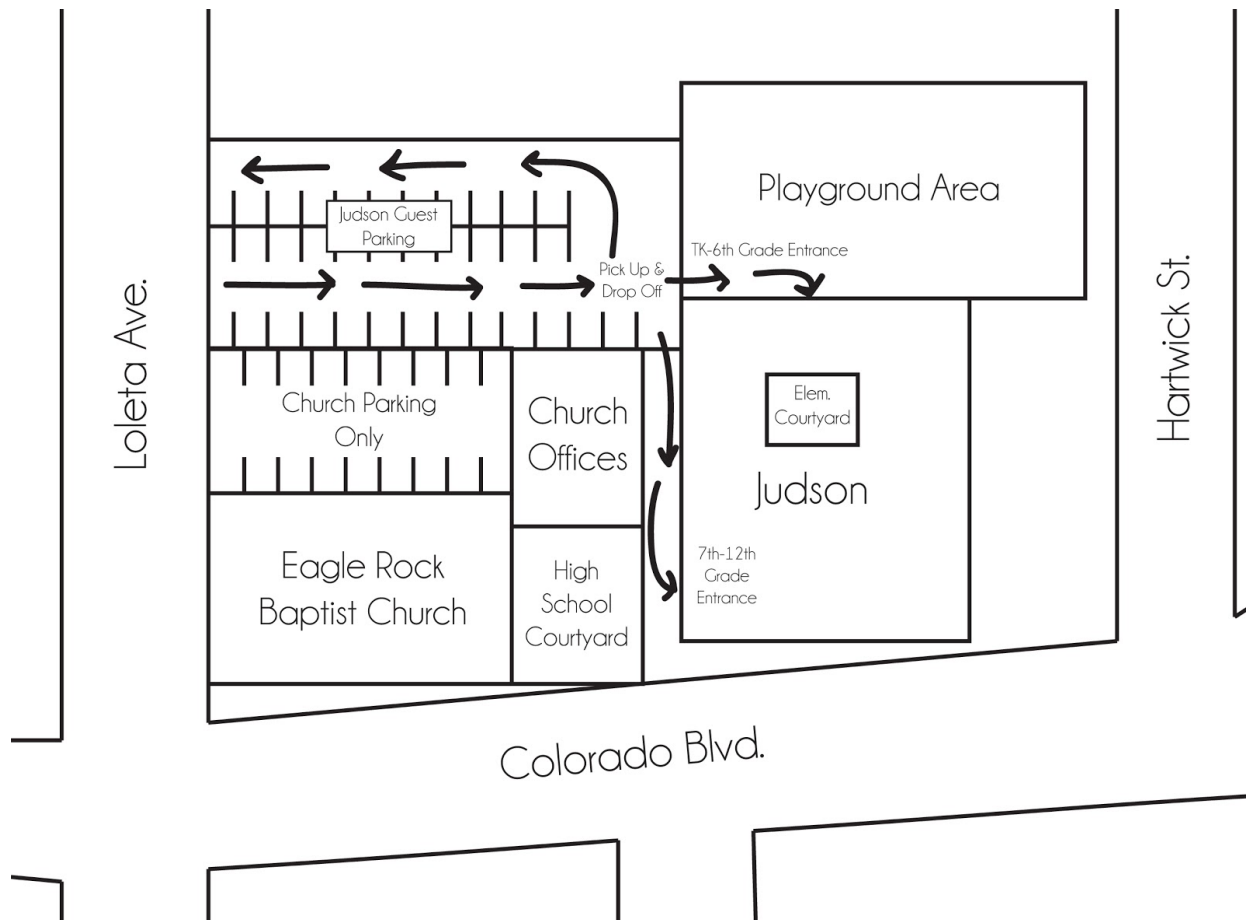 Playground Area
Judson Guest
Parking
TK-6th Grade Entrance
Pick Up &
Drop Off
Loleta Ave.
Hartwick St.
Church Parking
Only
Church
Offices
Elem.
Courtyard
Judson
Eagle Rock
Baptist Church
High
School
Courtyard
7th-12th
Grade
Entrance
Colorado Blvd.